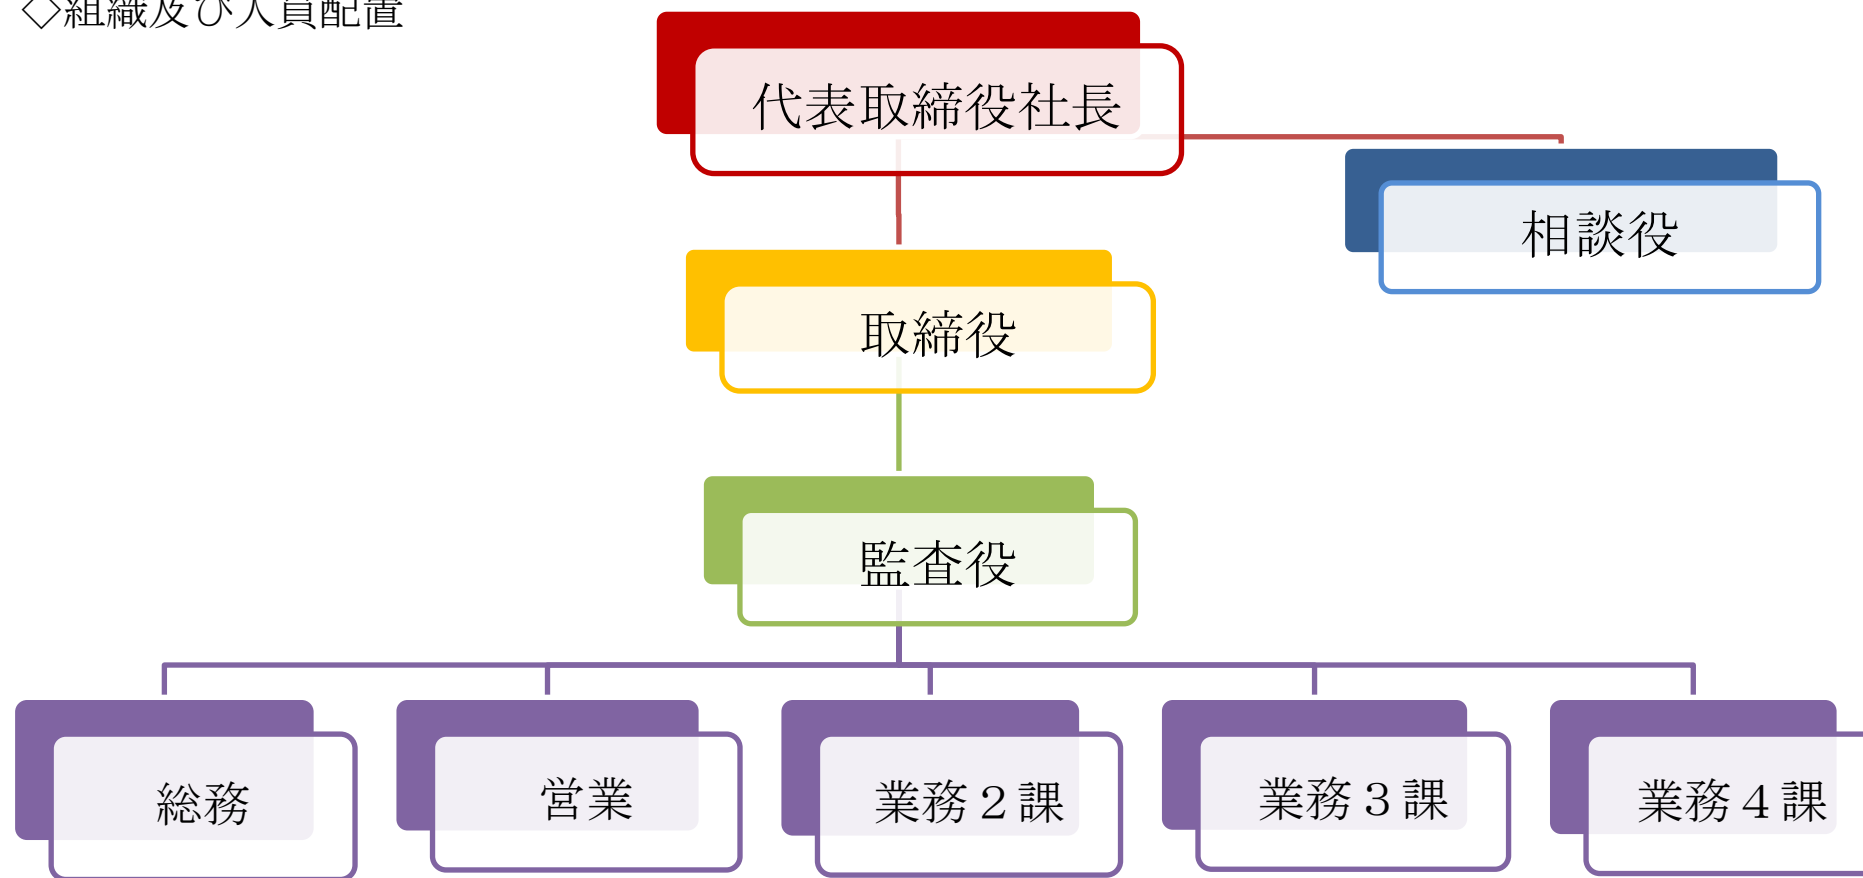 ◇組織及び人員配置
代表取締役社長
相談役
取締役
監査役
総務
営業
業務２課
業務３課
業務４課